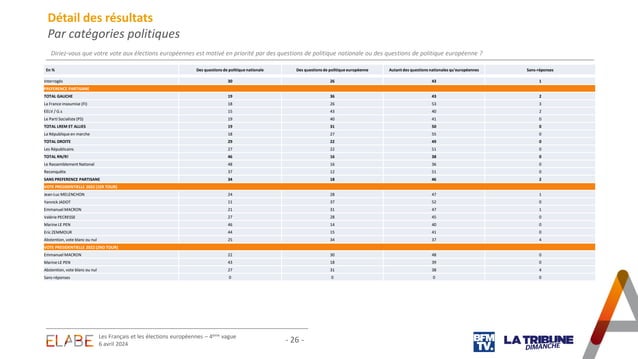 Détail des résultats
Par catégories politiques
Diriez-vous que votre vote aux élections européennes est motivé en priorité par des questions de politique nationale ou des questions de politique européenne ?
En % Des questions de politique nationale Des questions de politique européenne Autant des questions nationales qu'européennes Sans réponses
Interrogés 30 26 43 1
PREFERENCE PARTISANE
TOTAL GAUCHE 19 36 43 2
La France insoumise (FI) 18 26 53 3
EELV / G.s 15 43 40 2
Le Parti Socialiste (PS) 19 40 41 0
TOTAL LREM ET ALLIES 19 31 50 0
La République en marche 18 27 55 0
TOTAL DROITE 29 22 49 0
Les Républicains 27 22 51 0
TOTAL RN/R! 46 16 38 0
Le Rassemblement National 48 16 36 0
Reconquête 37 12 51 0
SANS PREFERENCE PARTISANE 34 18 46 2
VOTE PRESIDENTIELLE 2022 (1ER TOUR)
Jean-Luc MELENCHON 24 28 47 1
Yannick JADOT 11 37 52 0
Emmanuel MACRON 21 31 47 1
Valérie PECRESSE 27 28 45 0
Marine LE PEN 46 14 40 0
Eric ZEMMOUR 44 15 41 0
Abstention, vote blanc ou nul 25 34 37 4
VOTE PRESIDENTIELLE 2022 (2ND TOUR)
Emmanuel MACRON 22 30 48 0
Marine LE PEN 43 18 39 0
Abstention, vote blanc ou nul 27 31 38 4
Sans réponses 0 0 0 0
ELABE
Les Français et les élections européennes – 4ème vague
6 avril 2024
- 26 -
BFM
TV.
LA TRIBUNE
DIMANCHE